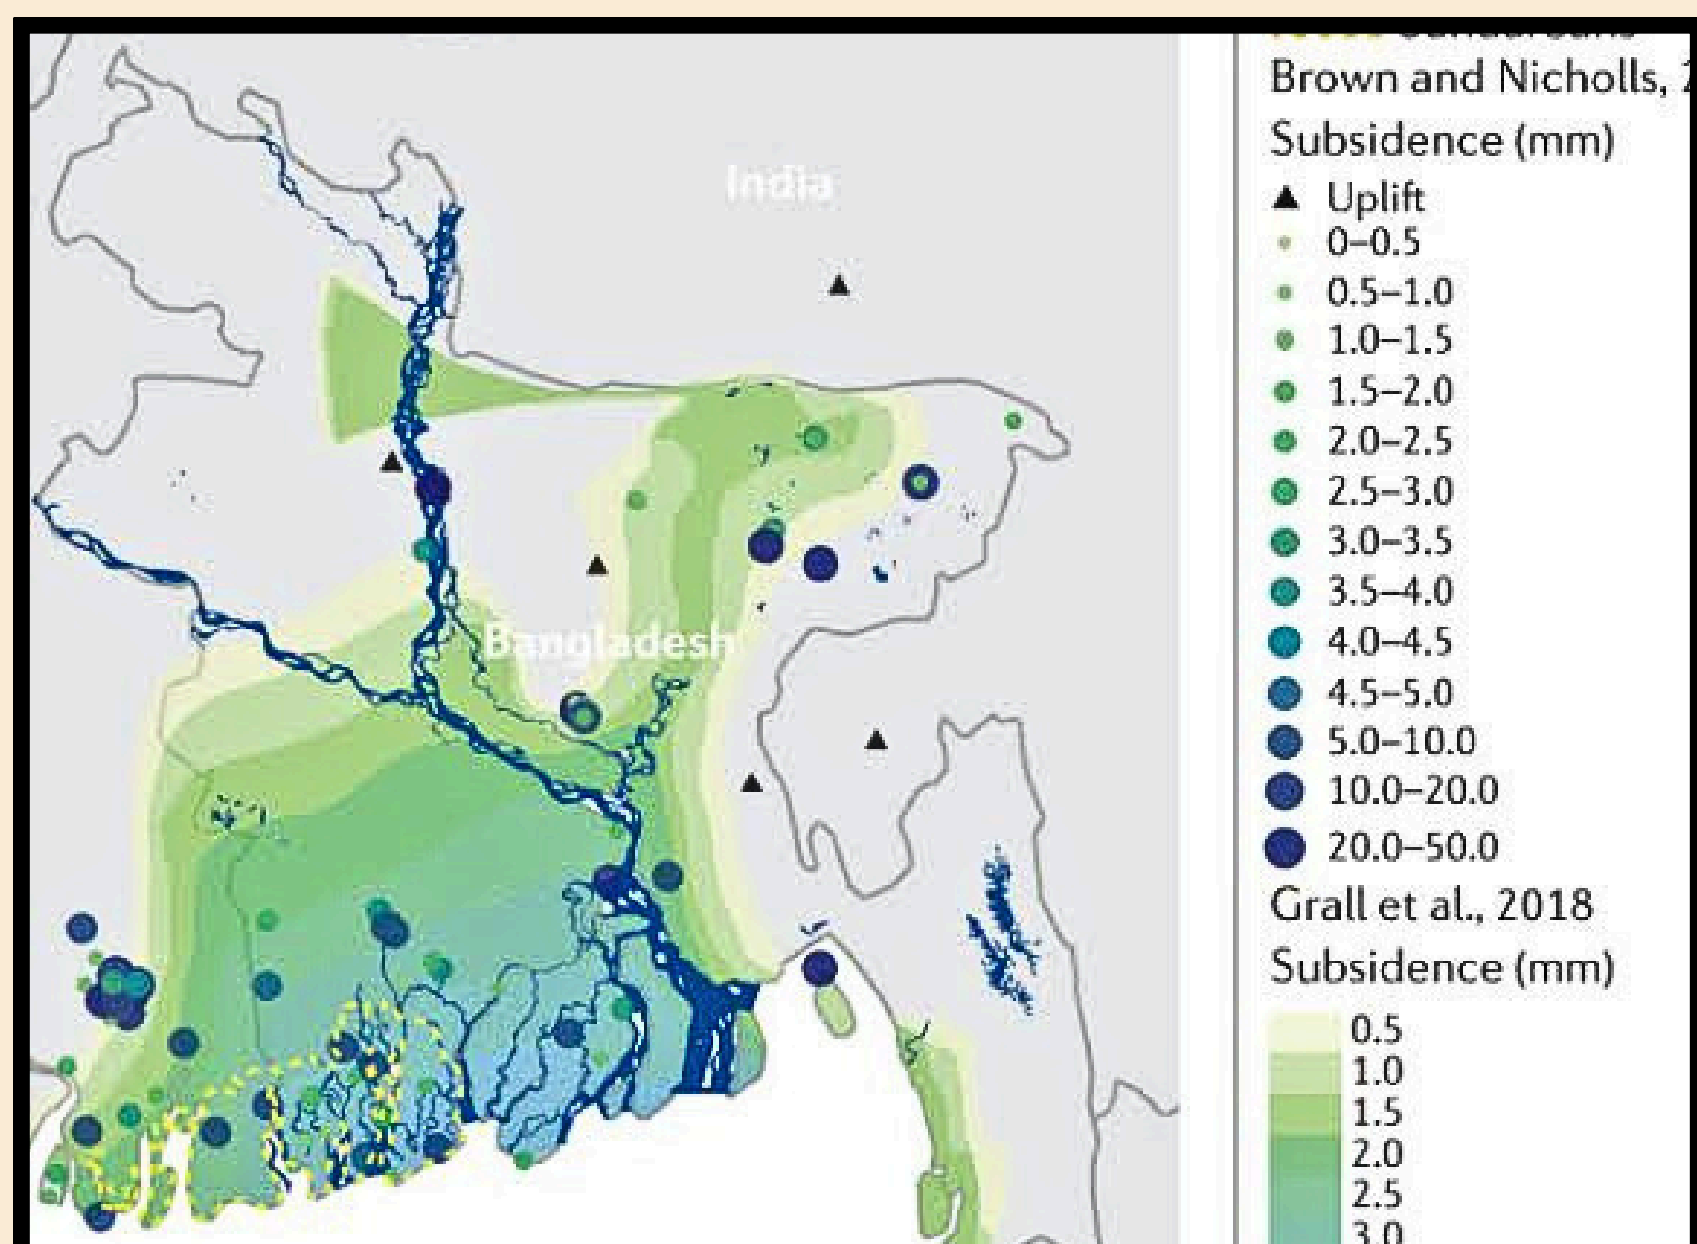 India
Bangladesh
Brown and Nicholls,
Subsidence (mm)
Uplift
0–0.5
0.5–1.0
1.0–1.5
1.5–2.0
2.0–2.5
2.5–3.0
3.0–3.5
3.5–4.0
4.0–4.5
4.5–5.0
5.0–10.0
10.0–20.0
20.0–50.0
Grall et al., 2018
Subsidence (mm)
0.5
1.0
1.5
2.0
2.5
3.0